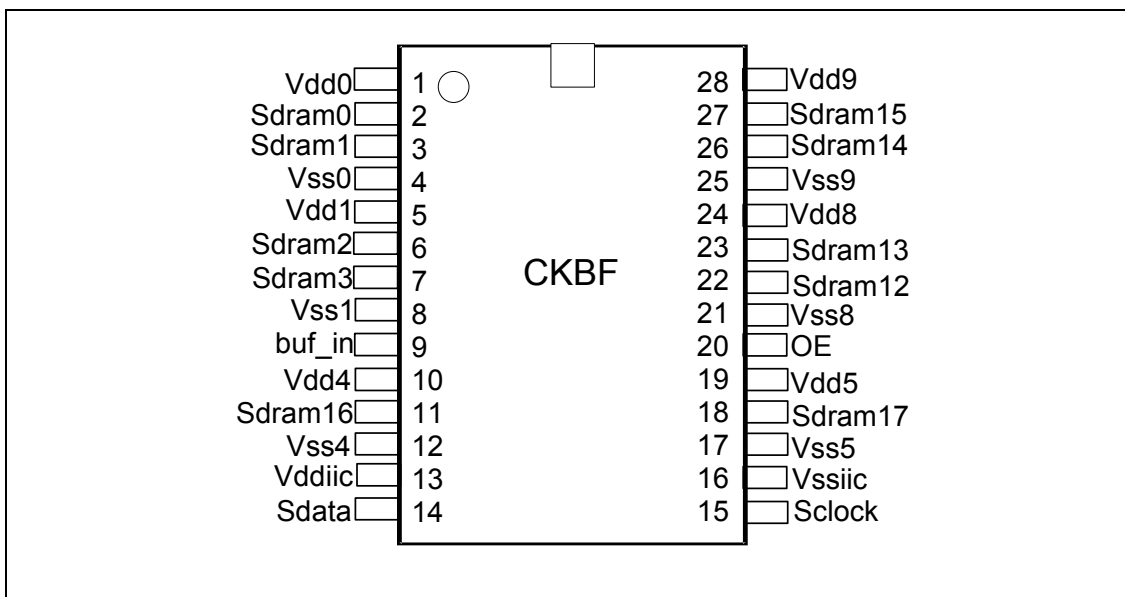 Vdd0 1 28 Vdd9
Sdram0 2 27 Sdram15
Sdram1 3 26 Sdram14
Vss0 4 25 Vss9
Vdd1 5 24 Vdd8
Sdram2 6 23 Sdram13
Sdram3 7 CKBF 22 Sdram12
Vss1 8 21 Vss8
buf_in 9 20 OE
Vdd4 10 19 Vdd5
Sdram16 11 18 Sdram17
Vss4 12 17 Vss5
Vddiic 13 16 Vssiic
Sdata 14 15 Sclock